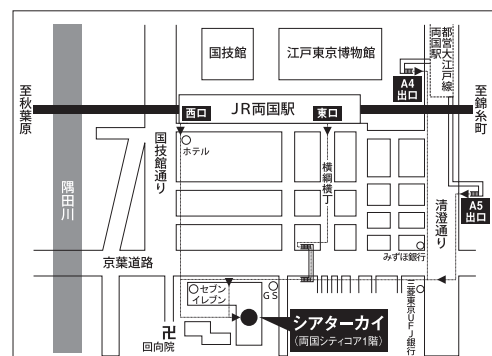 国技館
江戸東京博物館
都営大江戸線
両国駅
A4
出口
至秋葉原
西口
JR両国駅
東口
至錦糸町
国技館通り
ホテル
横綱横丁
清澄通り
A5
出口
隅田川
みずほ銀行
京葉道路
セブン
イレブン
GS
シアターカイ
(両国シティコア1階)
三菱東京UFJ銀行
卍
回向院